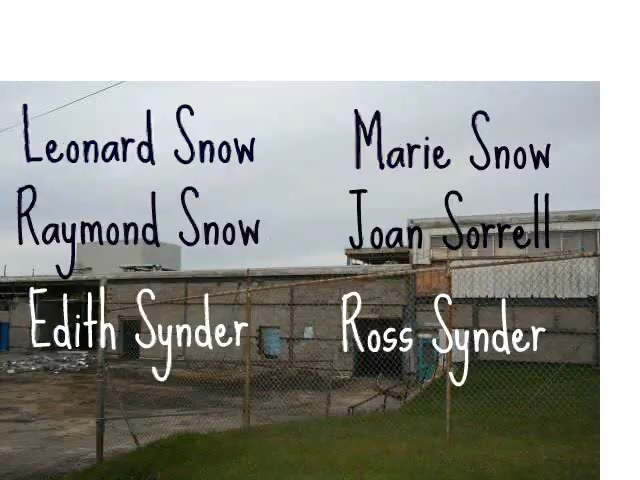 Leonard Snow Marie Snow
Raymond Snow Joan Sorrell
Edith Synder Ross Synder